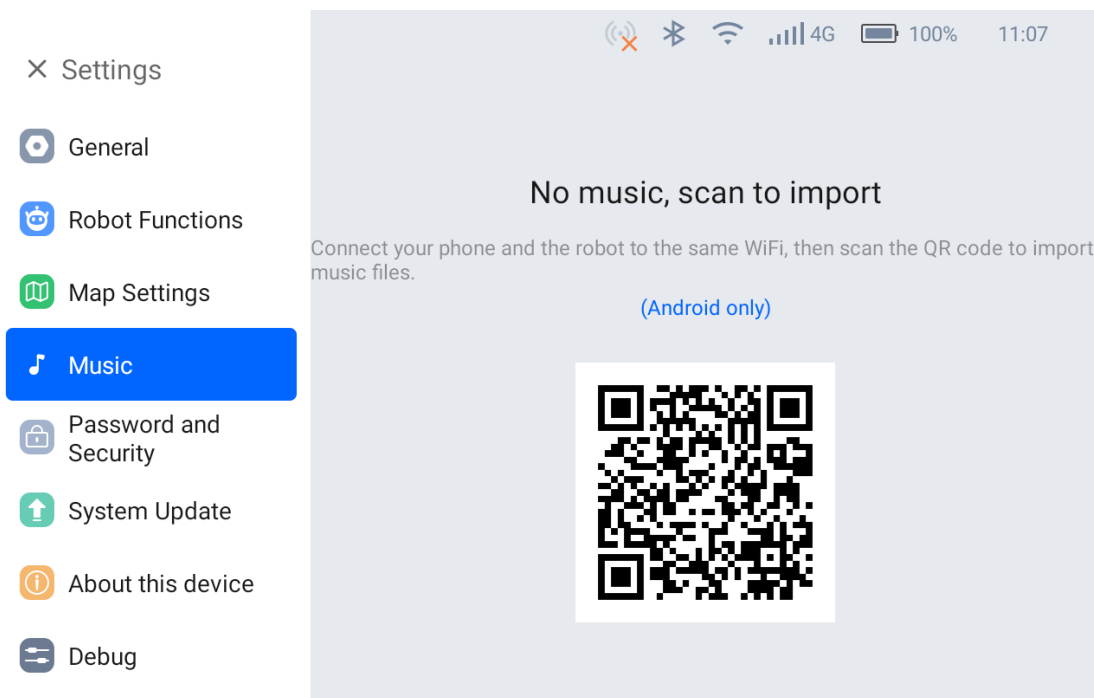 4G
100%
11:07
Settings
General
Robot Functions
Map Settings
Music
Password and
Security
System Update
About this device
Debug
No music, scan to import
Connect your phone and the robot to the same WiFi, then scan the QR code to import
music files.
(Android only)